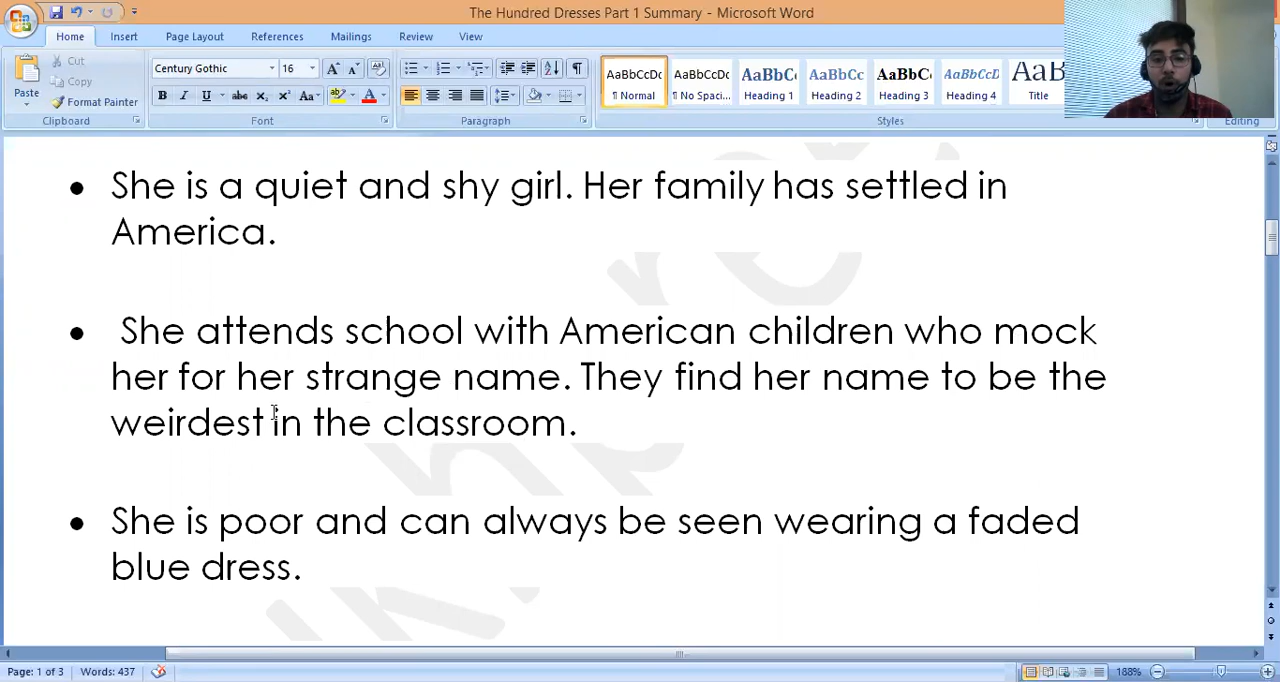 The Hundred Dresses Part 1 Summary - Microsoft Word
Home Insert Page Layout References Mailings Review View
Paste
Cut
Copy
Format Painter
Clipboard
Century Gothic 16
Font
Paragraph
AaBbCcDc AaBbCcDc AaBbC AaBbCc AaBbCc AaBbCcD AaB
¶ Normal ¶ No Spaci... Heading 1 Heading 2 Heading 3 Heading 4 Title
Styles
Editing
• She is a quiet and shy girl. Her family has settled in
America.
• She attends school with American children who mock
her for her strange name. They find her name to be the
weirdest in the classroom.
• She is poor and can always be seen wearing a faded
blue dress.
Page: 1 of 3 Words: 437 188%